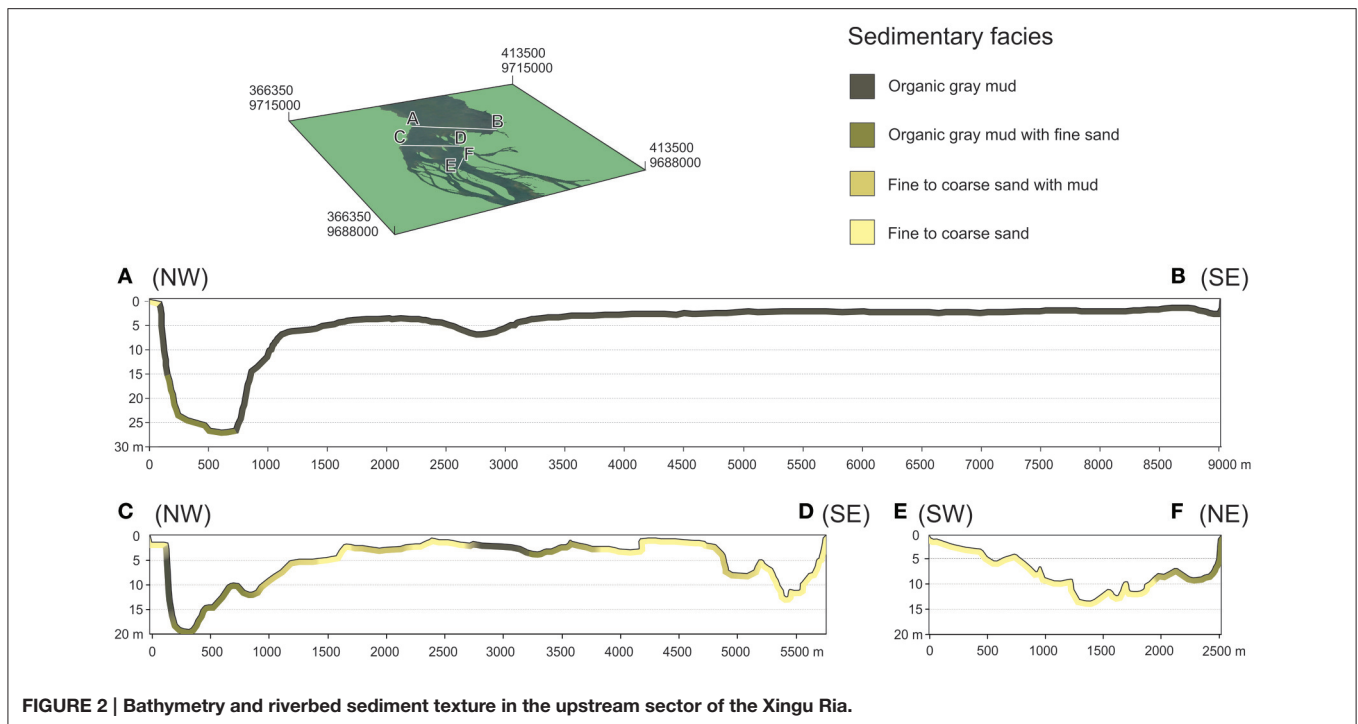 413500
9715000
366350
9715000
A
B
C
D
F
E
413500
9688000
366350
9688000
Sedimentary facies
Organic gray mud
Organic gray mud with fine sand
Fine to coarse sand with mud
Fine to coarse sand
A (NW)
B (SE)
0
5
10
15
20
25
30 m
0 500 1000 1500 2000 2500 3000 3500 4000 4500 5000 5500 6000 6500 7000 7500 8000 8500 9000 m
C (NW)
D (SE)
0
5
10
15
20 m
0 500 1000 1500 2000 2500 3000 3500 4000 4500 5000 5500 m
E (SW)
F (NE)
0
5
10
15
20 m
0 500 1000 1500 2000 2500 m
FIGURE 2 | Bathymetry and riverbed sediment texture in the upstream sector of the Xingu Ria.